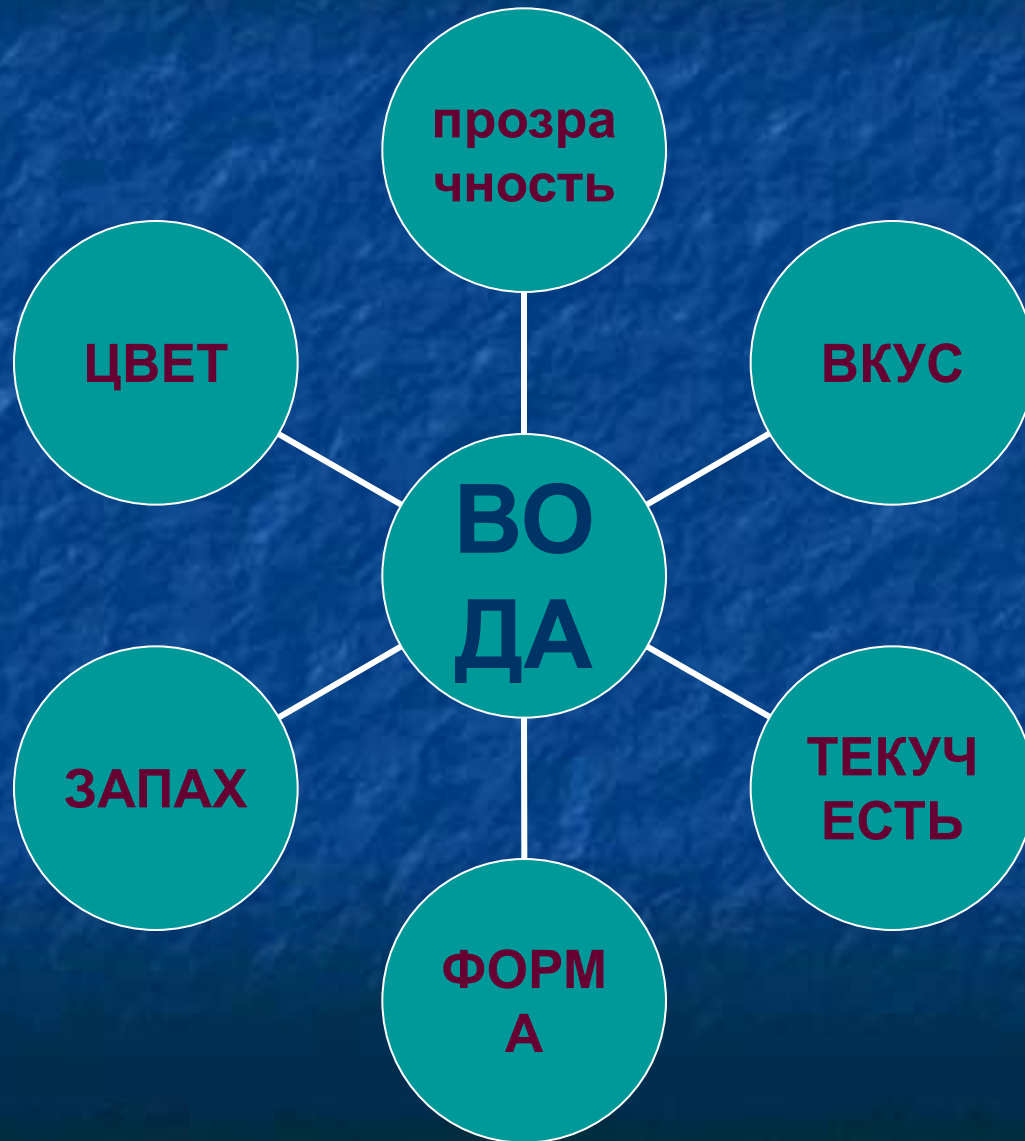 прозра
чность
ЦВЕТ
ВКУС
ВО
ДА
ЗАПАХ
ТЕКУЧ
ЕСТЬ
ФОРМ
А